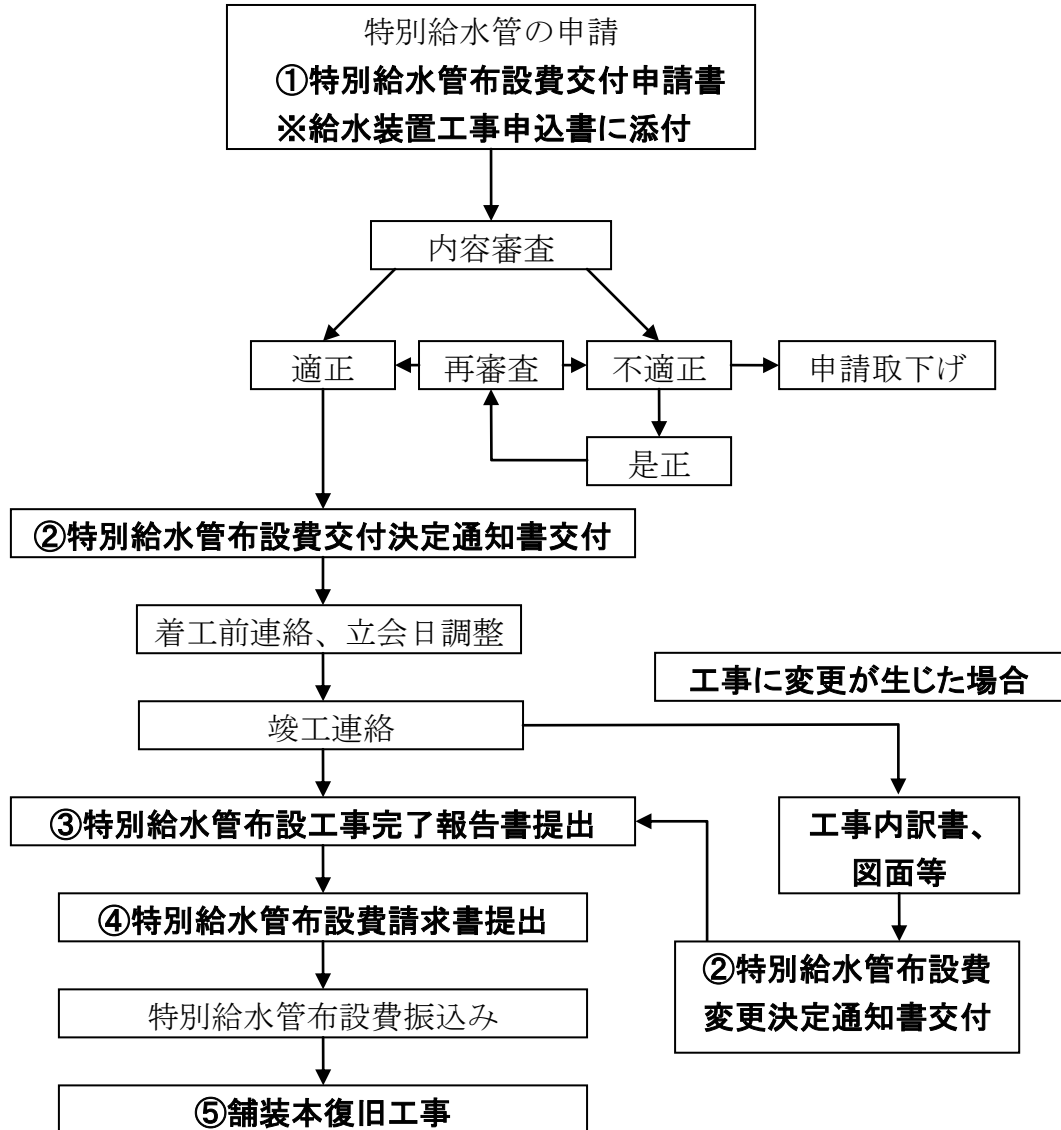 特別給水管の申請
①特別給水管布設費交付申請書
※給水装置工事申込書に添付
内容審査
適正
再審査
不適正
申請取下げ
是正
②特別給水管布設費交付決定通知書交付
着工前連絡、立会日調整
工事に変更が生じた場合
竣工連絡
③特別給水管布設工事完了報告書提出
工事内訳書、
図面等
④特別給水管布設費請求書提出
②特別給水管布設費
変更決定通知書交付
特別給水管布設費振込み
⑤舗装本復旧工事